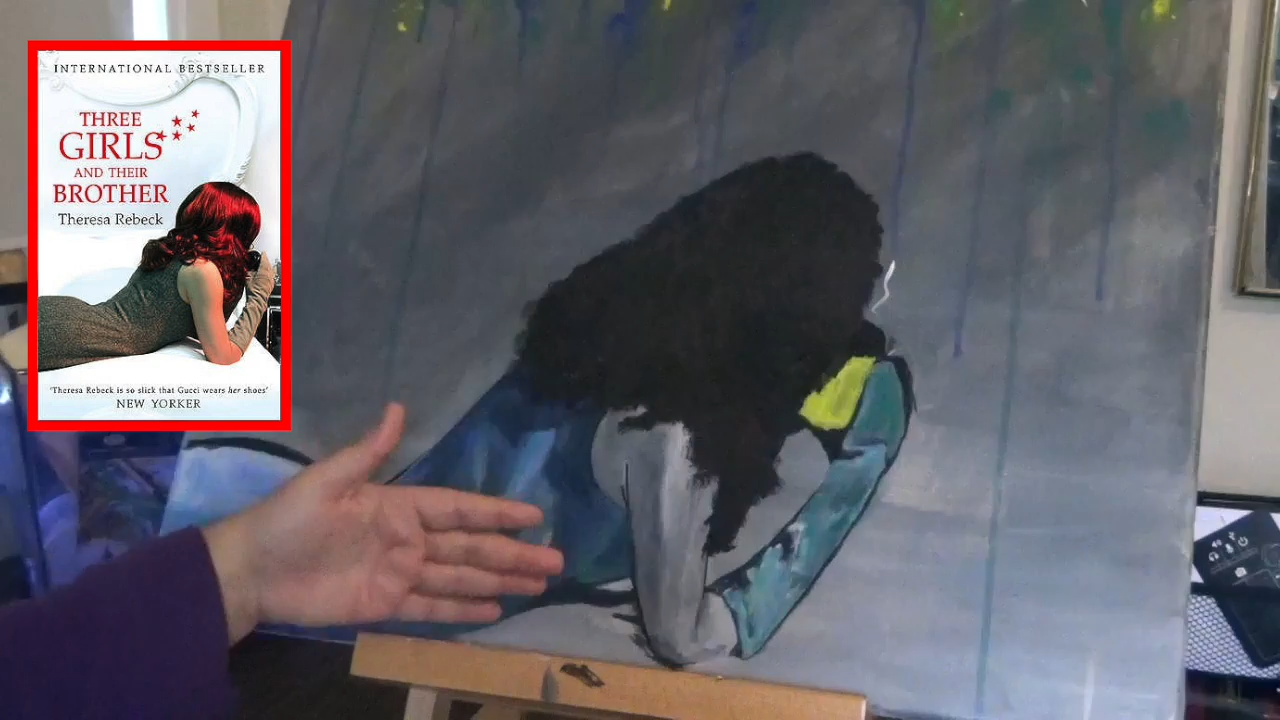 INTERNATIONAL BESTSELLER
THREE
GIRLS
AND THEIR
BROTHER
Theresa Rebeck
'Theresa Rebeck is so slick that Gucci wears her shoes'
NEW YORKER